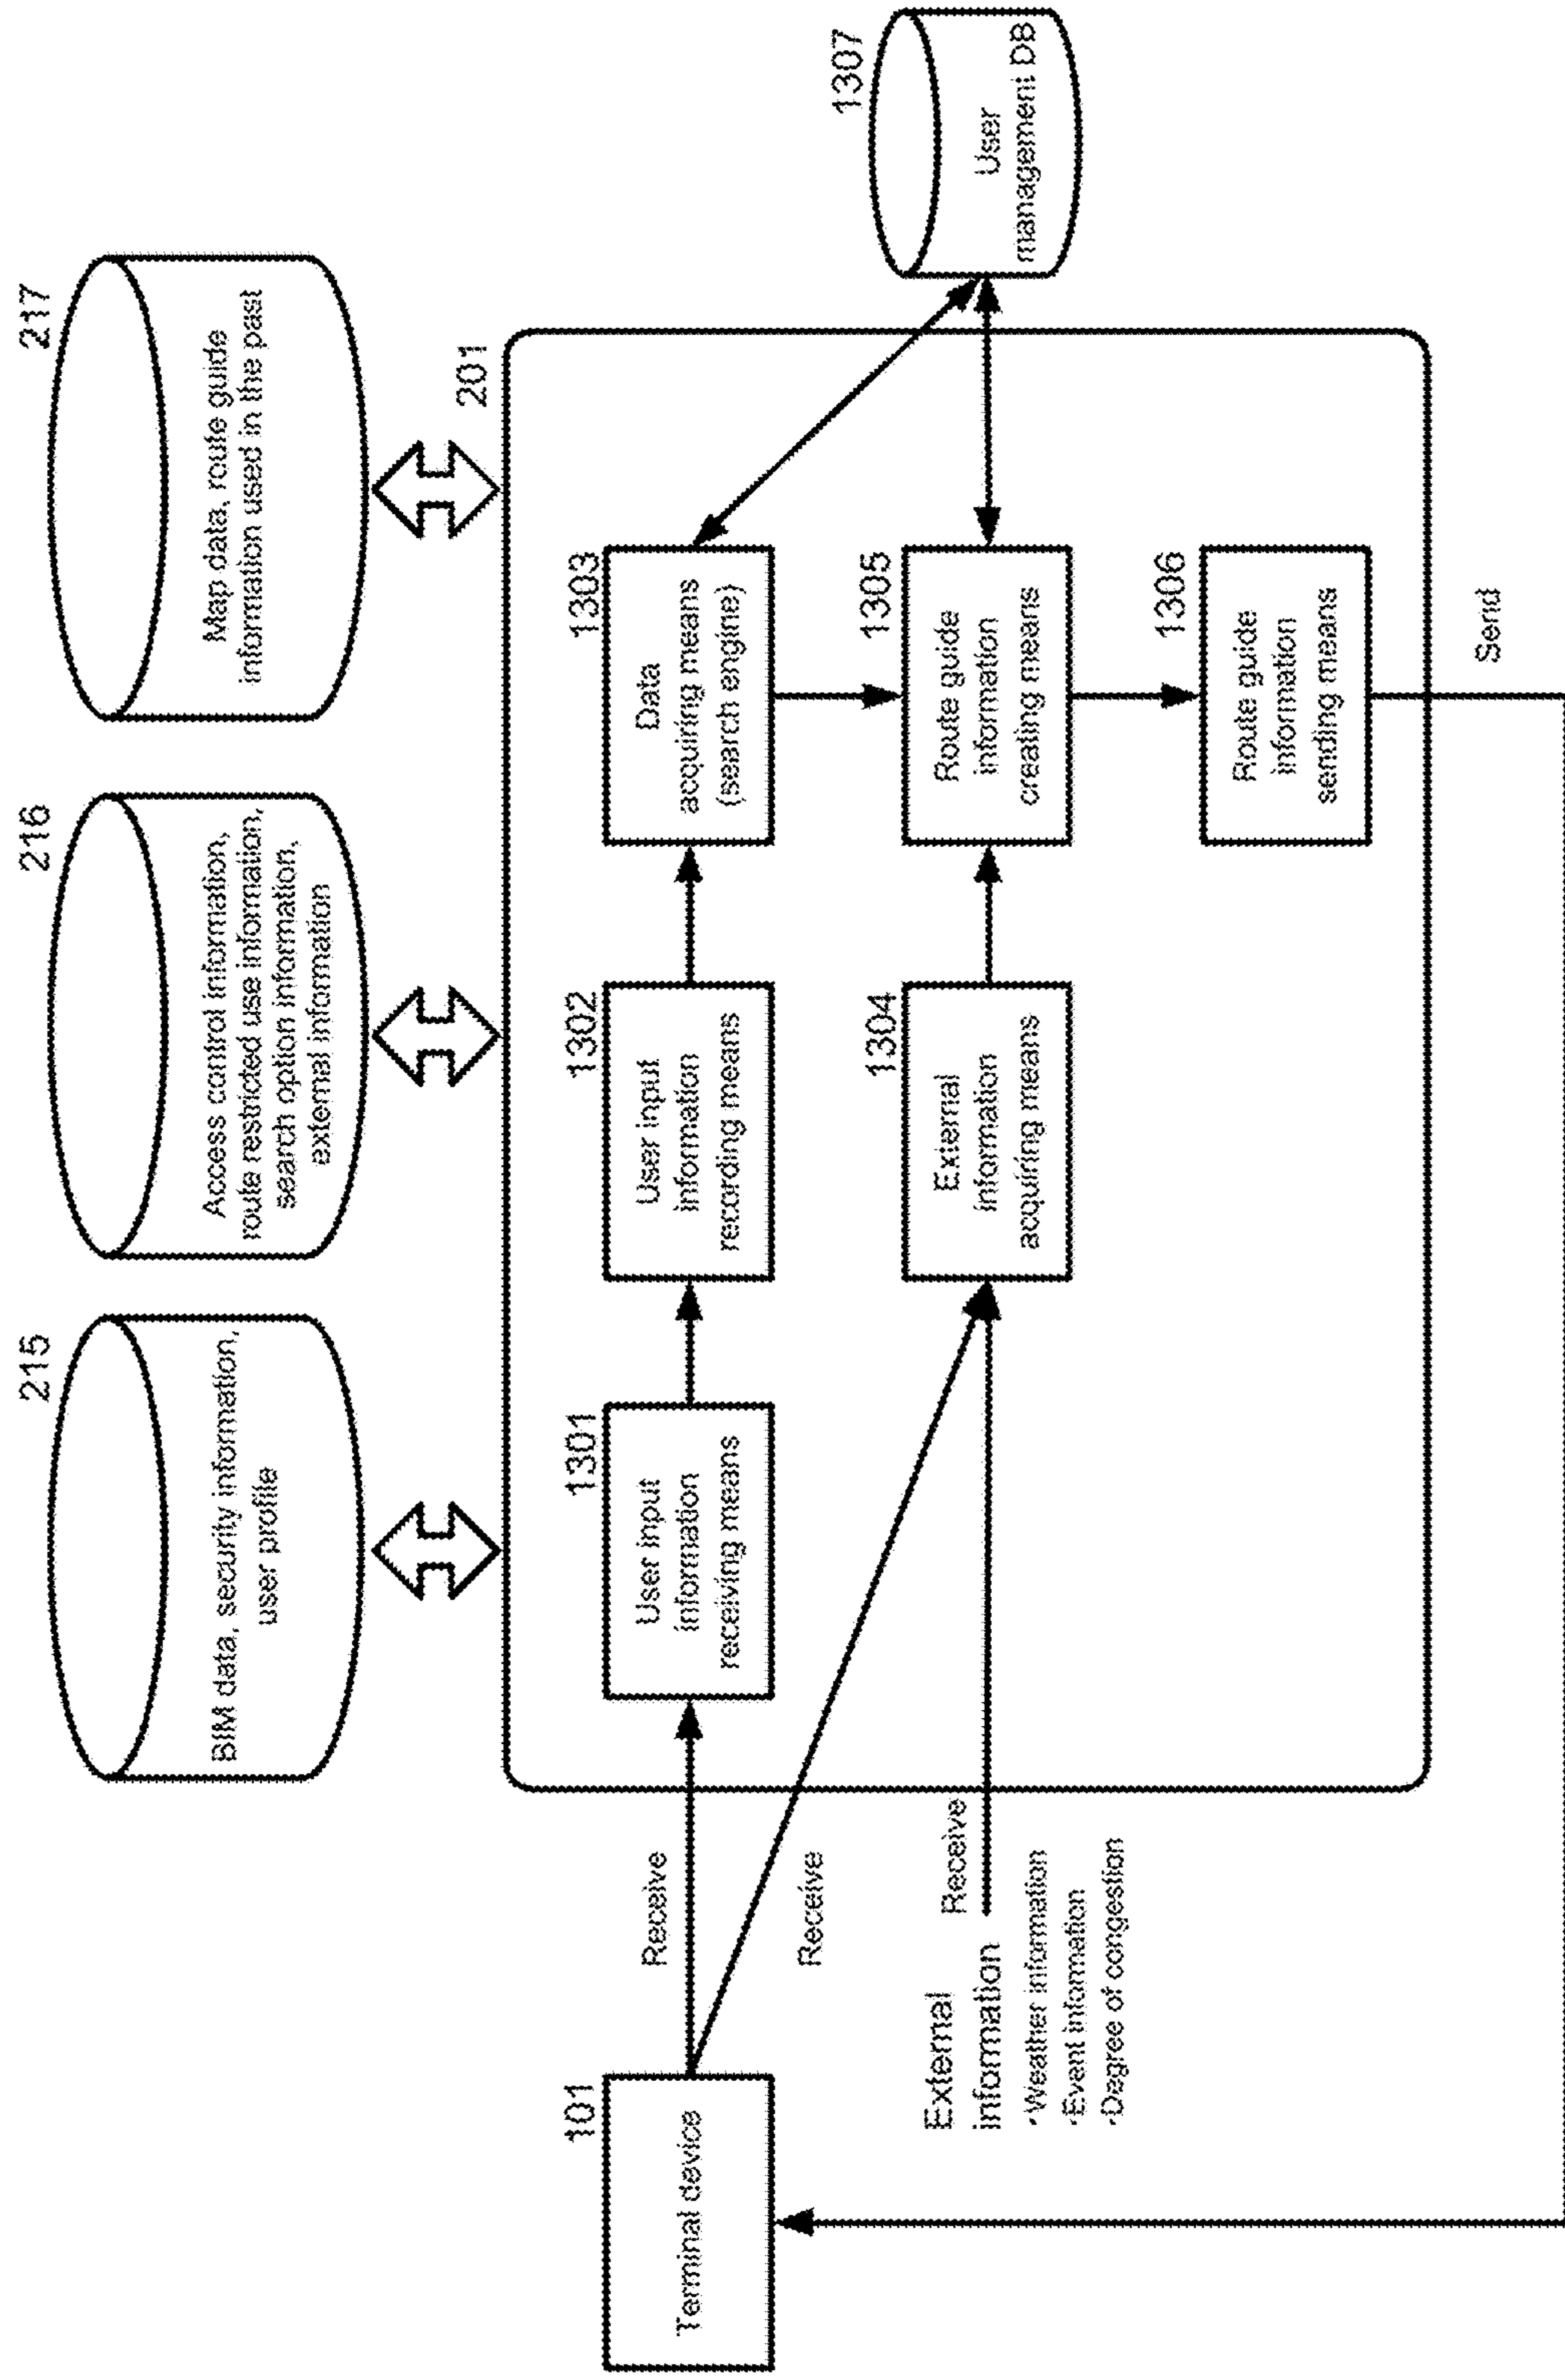 215
BIM data, security information,
user profile
216
Access control information,
route restricted use information,
search option information,
external information
217
Map data, route guide
information used in the past
201
101
Terminal device
Receive
Receive
External
information
Receive
·Weather information
·Event information
·Degree of congestion
1301
User input
information
receiving means
1302
User input
information
recording means
1303
Data
acquiring means
(search engine)
1304
External
information
acquiring means
1305
Route guide
information
creating means
1306
Route guide
information
sending means
Send
1307
User
management DB